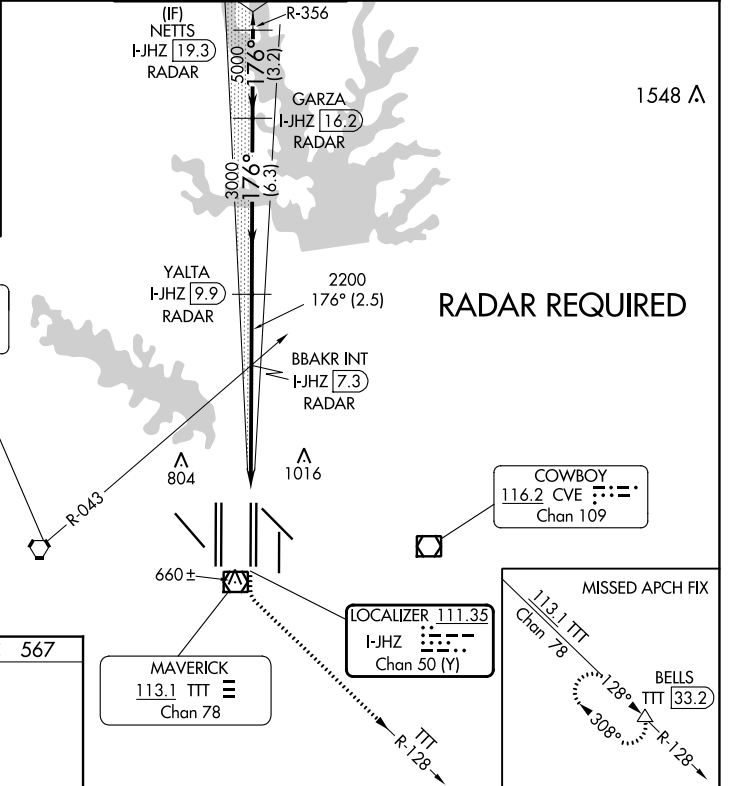 (IF)
NETTS
I-JHZ 19.3
RADAR
R-356
5000
176°
(3.2)
GARZA
I-JHZ 16.2
RADAR
1548
3000
176°
(6.3)
YALTA
I-JHZ 9.9
RADAR
2200
176° (2.5)
RADAR REQUIRED
BBAKR INT
I-JHZ 7.3
RADAR
804
1016
R-043
COWBOY
116.2 CVE
Chan 109
660±
LOCALIZER 111.35
I-JHZ
Chan 50 (Y)
MISSED APCH FIX
113.1 TTT
Chan 78
BELLS
TTT 33.2
128°
308°
R-128
567
MAVERICK
113.1 TTT
Chan 78
TTT
R-128